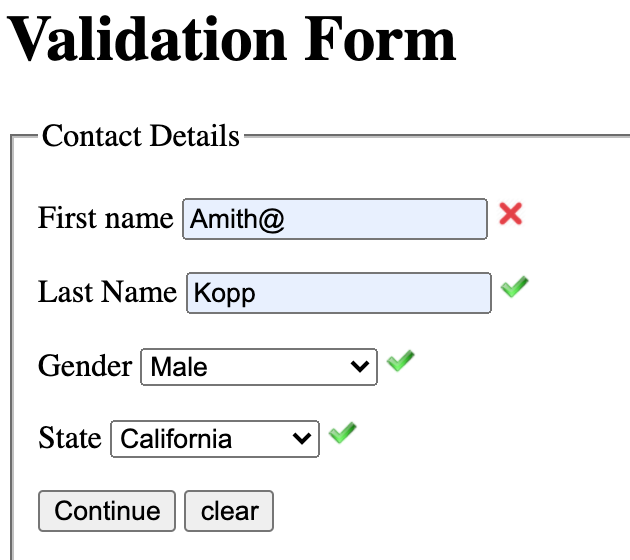 Validation Form
Contact Details
First name Amith@
Last Name Kopp
Gender Male
State California
Continue clear